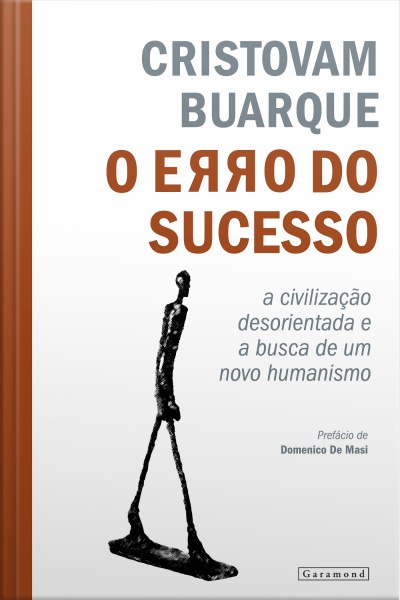 CRISTOVAM
BUARQUE
O EЯЯO DO
SUCESSO
a civilização
desorientada e
a busca de um
novo humanismo
Prefácio de
Domenico De Masi
Garamond